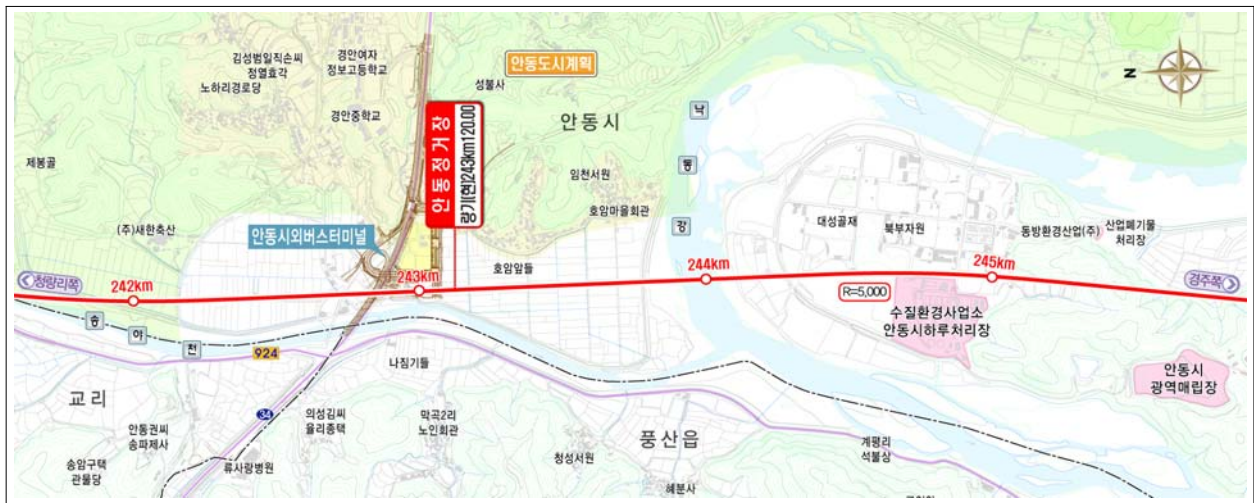 김성범일직손씨
정열효각
노하리경로당
경안여자
정보고등학교
경안중학교
안동도시계획
성불사
안동시
낙
동
강
N
제봉골
(주)새한축산
안동시외버스터미널
안동정거장
장기(현)243km120.00
임천서원
호암마을회관
호암앞들
대성골재
북부자원
동방환경산업(주)
산업폐기물
처리장
청량리쪽
242km
243km
244km
245km
경주쪽
R=5,000
수질환경사업소
안동시하루처리장
송
야
천
924
나짐기들
교리
34
안동권씨
송파제사
송암구택
관물당
류사랑병원
의성김씨
율리종택
막곡2리
노인회관
청성서원
풍산읍
혜분사
계평리
석불상
안동시
광역매립장